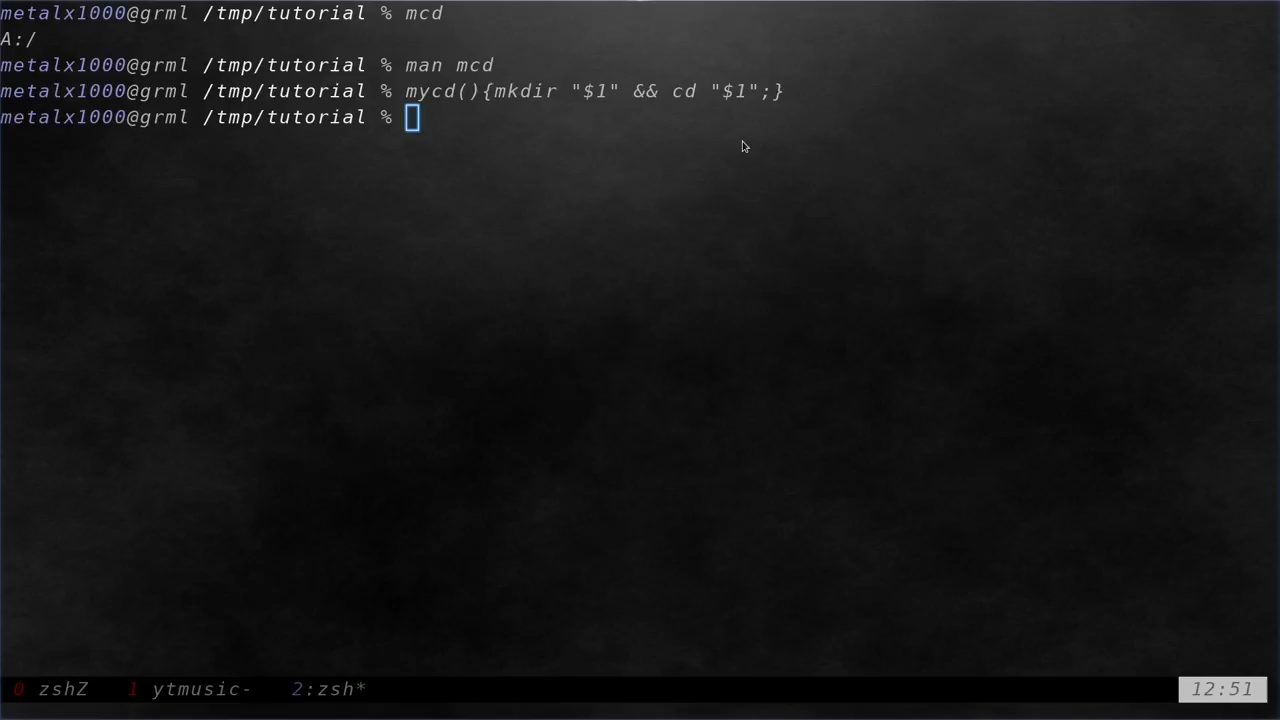 metalx1000@grml /tmp/tutorial % mcd
A:/
metalx1000@grml /tmp/tutorial % man mcd
metalx1000@grml /tmp/tutorial % mycd(){mkdir "$1" && cd "$1";}
metalx1000@grml /tmp/tutorial %
0 zshZ 1 ytmusic- 2:zsh* 12:51